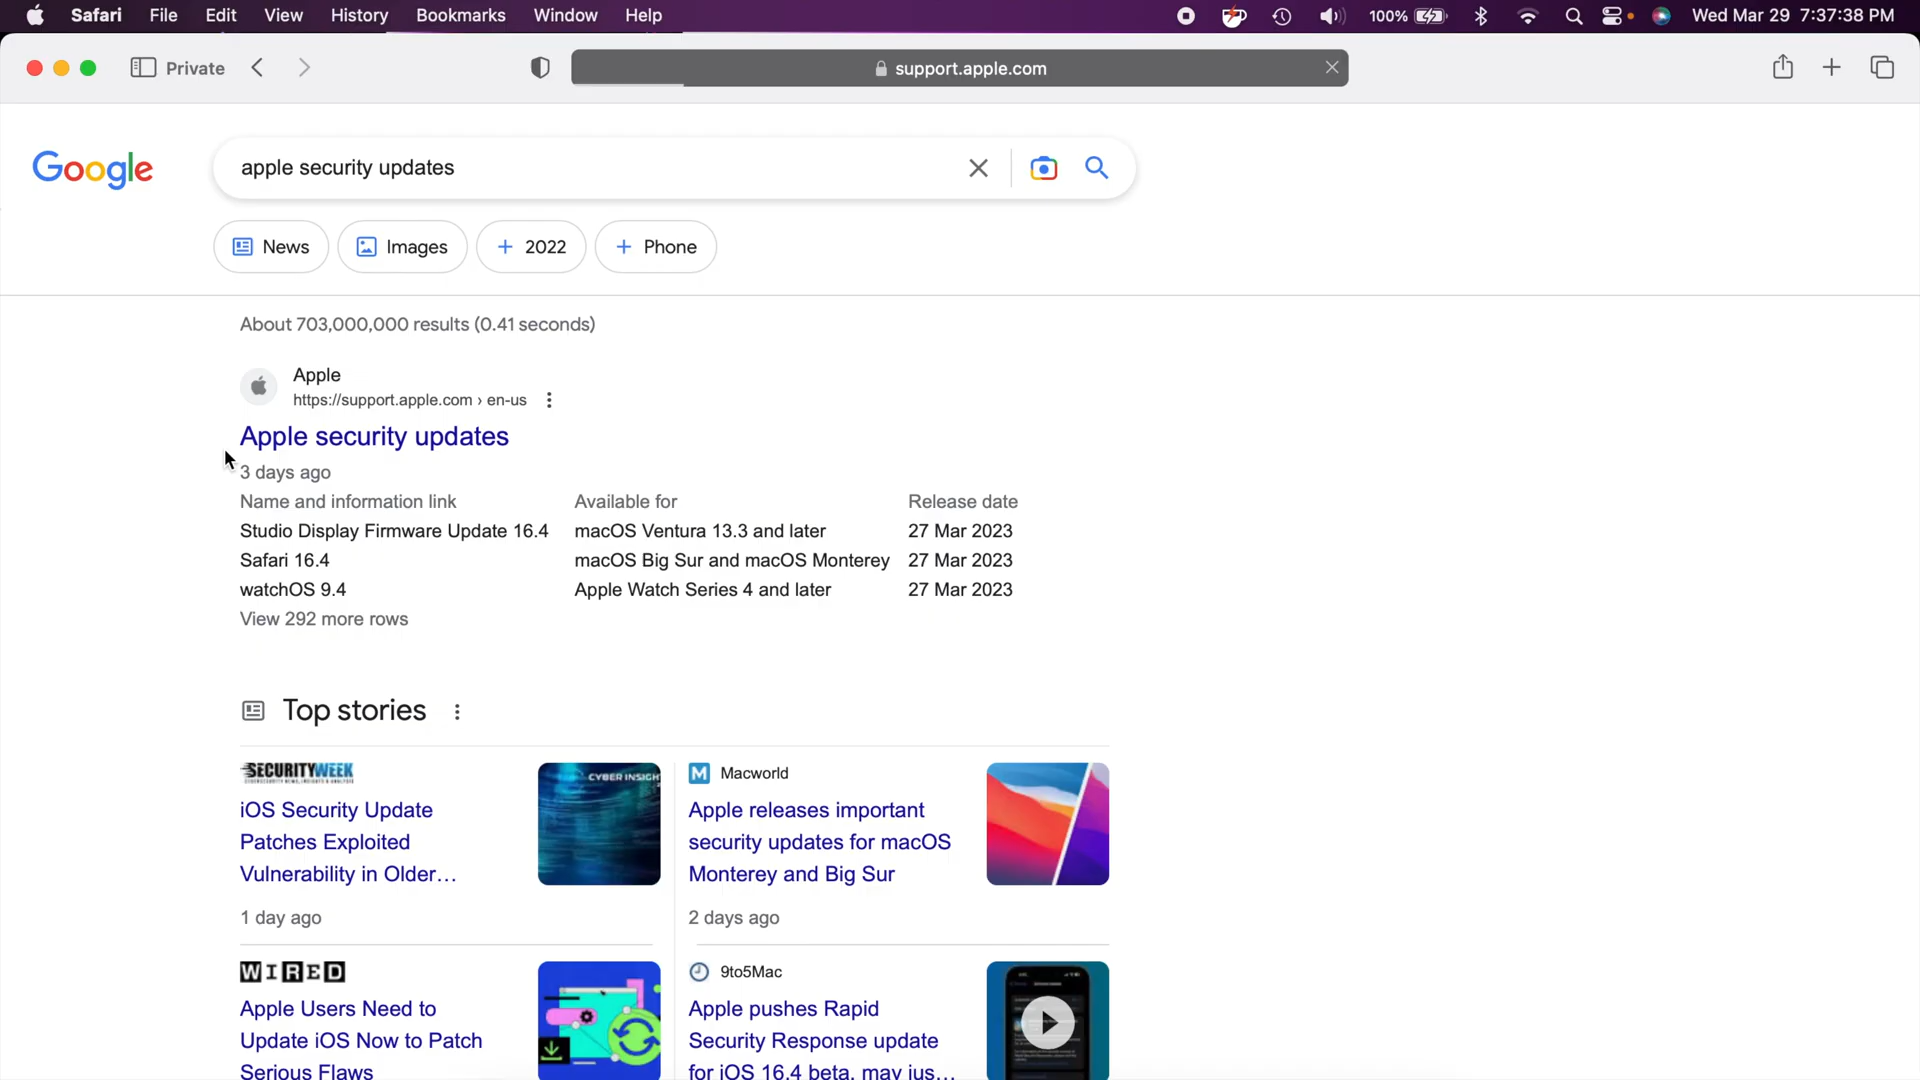 Safari File Edit View History Bookmarks Window Help 100% Wed Mar 29 7:37:38 PM
Private support.apple.com
Google apple security updates
News Images + 2022 + Phone
About 703,000,000 results (0.41 seconds)
Apple
https://support.apple.com › en-us
Apple security updates
3 days ago
Name and information link Available for Release date
Studio Display Firmware Update 16.4 macOS Ventura 13.3 and later 27 Mar 2023
Safari 16.4 macOS Big Sur and macOS Monterey 27 Mar 2023
watchOS 9.4 Apple Watch Series 4 and later 27 Mar 2023
View 292 more rows
Top stories
SECURITYWEEK
iOS Security Update
Patches Exploited
Vulnerability in Older...
1 day ago
CYBER INSIGH
M Macworld
Apple releases important
security updates for macOS
Monterey and Big Sur
2 days ago
WIRED
Apple Users Need to
Update iOS Now to Patch
Serious Flaws
9to5Mac
Apple pushes Rapid
Security Response update
for iOS 16.4 beta, may jus...